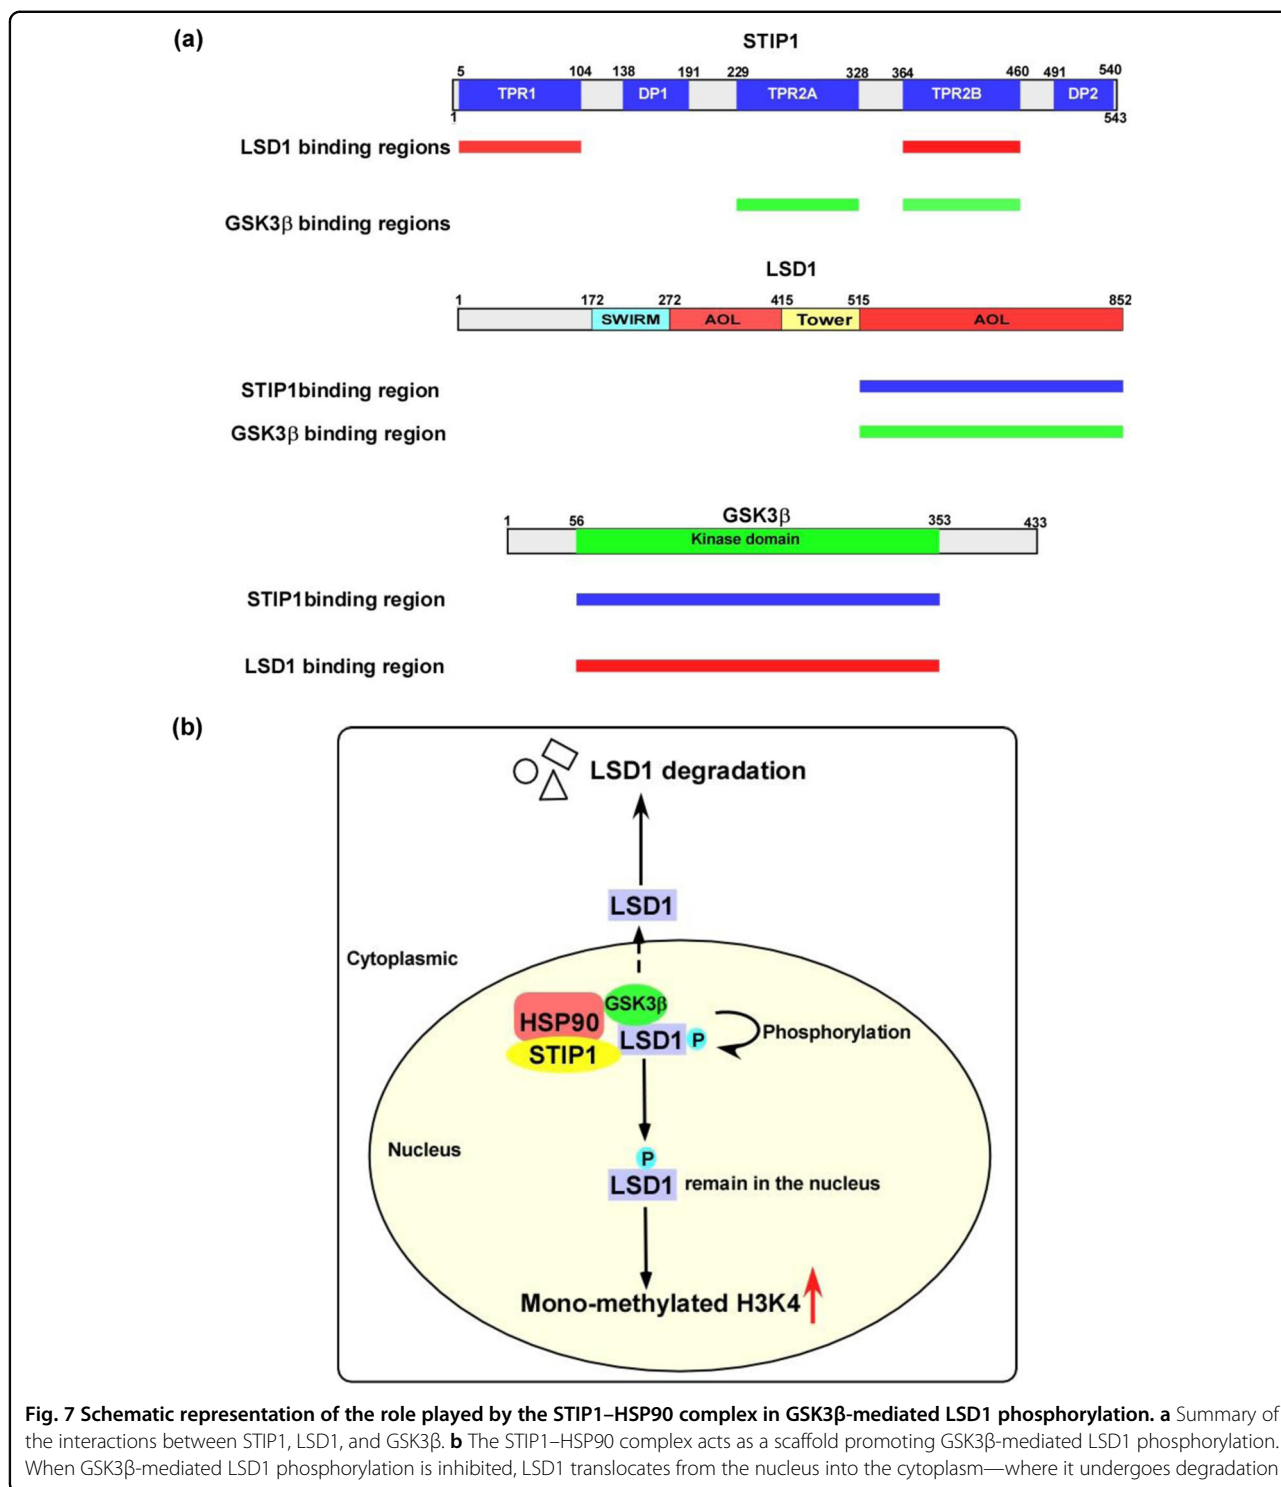 (a)
STIP1
5 104 138 191 229 328 364 460 491 540
TPR1 DP1 TPR2A TPR2B DP2
1 543
LSD1 binding regions
GSK3β binding regions
LSD1
1 172 272 415 515 852
SWIRM AOL Tower AOL
STIP1binding region
GSK3β binding region
GSK3β
1 56 353 433
Kinase domain
STIP1binding region
LSD1 binding region
(b)
LSD1 degradation
LSD1
Cytoplasmic
GSK3β
HSP90
LSD1 P Phosphorylation
STIP1
Nucleus
P
LSD1 remain in the nucleus
Mono-methylated H3K4
Fig. 7 Schematic representation of the role played by the STIP1–HSP90 complex in GSK3β-mediated LSD1 phosphorylation. a Summary of
the interactions between STIP1, LSD1, and GSK3β. b The STIP1–HSP90 complex acts as a scaffold promoting GSK3β-mediated LSD1 phosphorylation.
When GSK3β-mediated LSD1 phosphorylation is inhibited, LSD1 translocates from the nucleus into the cytoplasm—where it undergoes degradation